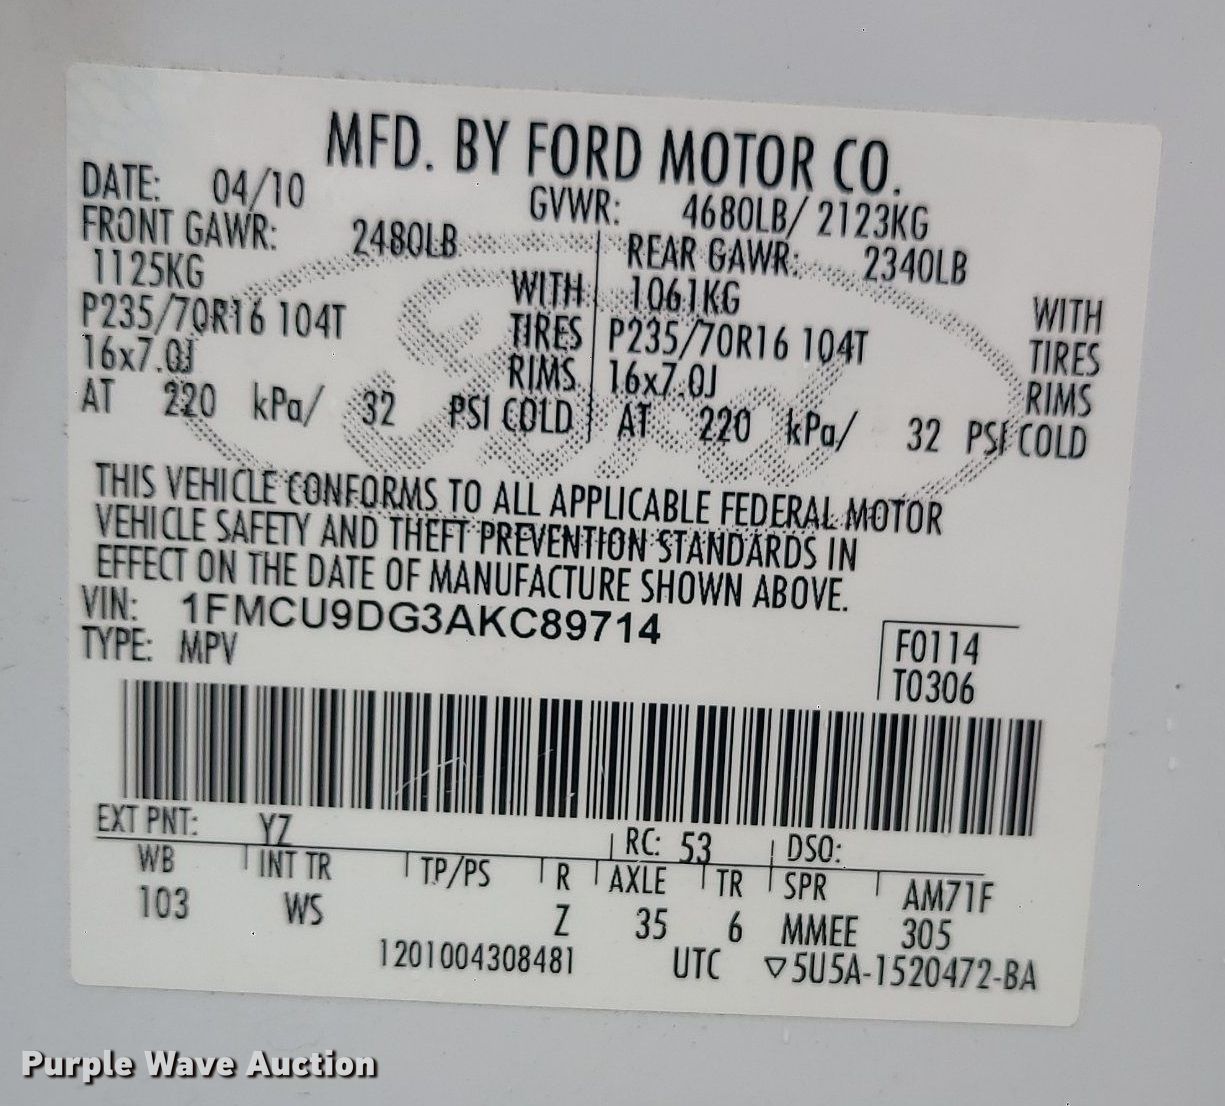 MFD. BY FORD MOTOR CO.
DATE: 04/10 GVWR: 4680LB/ 2123KG
FRONT GAWR: 2480LB REAR GAWR: 2340LB
1125KG WITH 1061KG WITH
P235/70R16 104T TIRES P235/70R16 104T TIRES
16x7.0J RIMS 16x7.0J RIMS
AT 220 kPa/ 32 PSI COLD AT 220 kPa/ 32 PSI COLD
Ford
THIS VEHICLE CONFORMS TO ALL APPLICABLE FEDERAL MOTOR
VEHICLE SAFETY AND THEFT PREVENTION STANDARDS IN
EFFECT ON THE DATE OF MANUFACTURE SHOWN ABOVE.
VIN: 1FMCU9DG3AKC89714
TYPE: MPV
F0114
T0306
EXT PNT: YZ RC: 53 DSO:
WB INT TR TP/PS R AXLE TR SPR AM71F
103 WS Z 35 6 MMEE 305
1201004308481 UTC ▽5U5A-1520472-BA
Purple Wave Auction